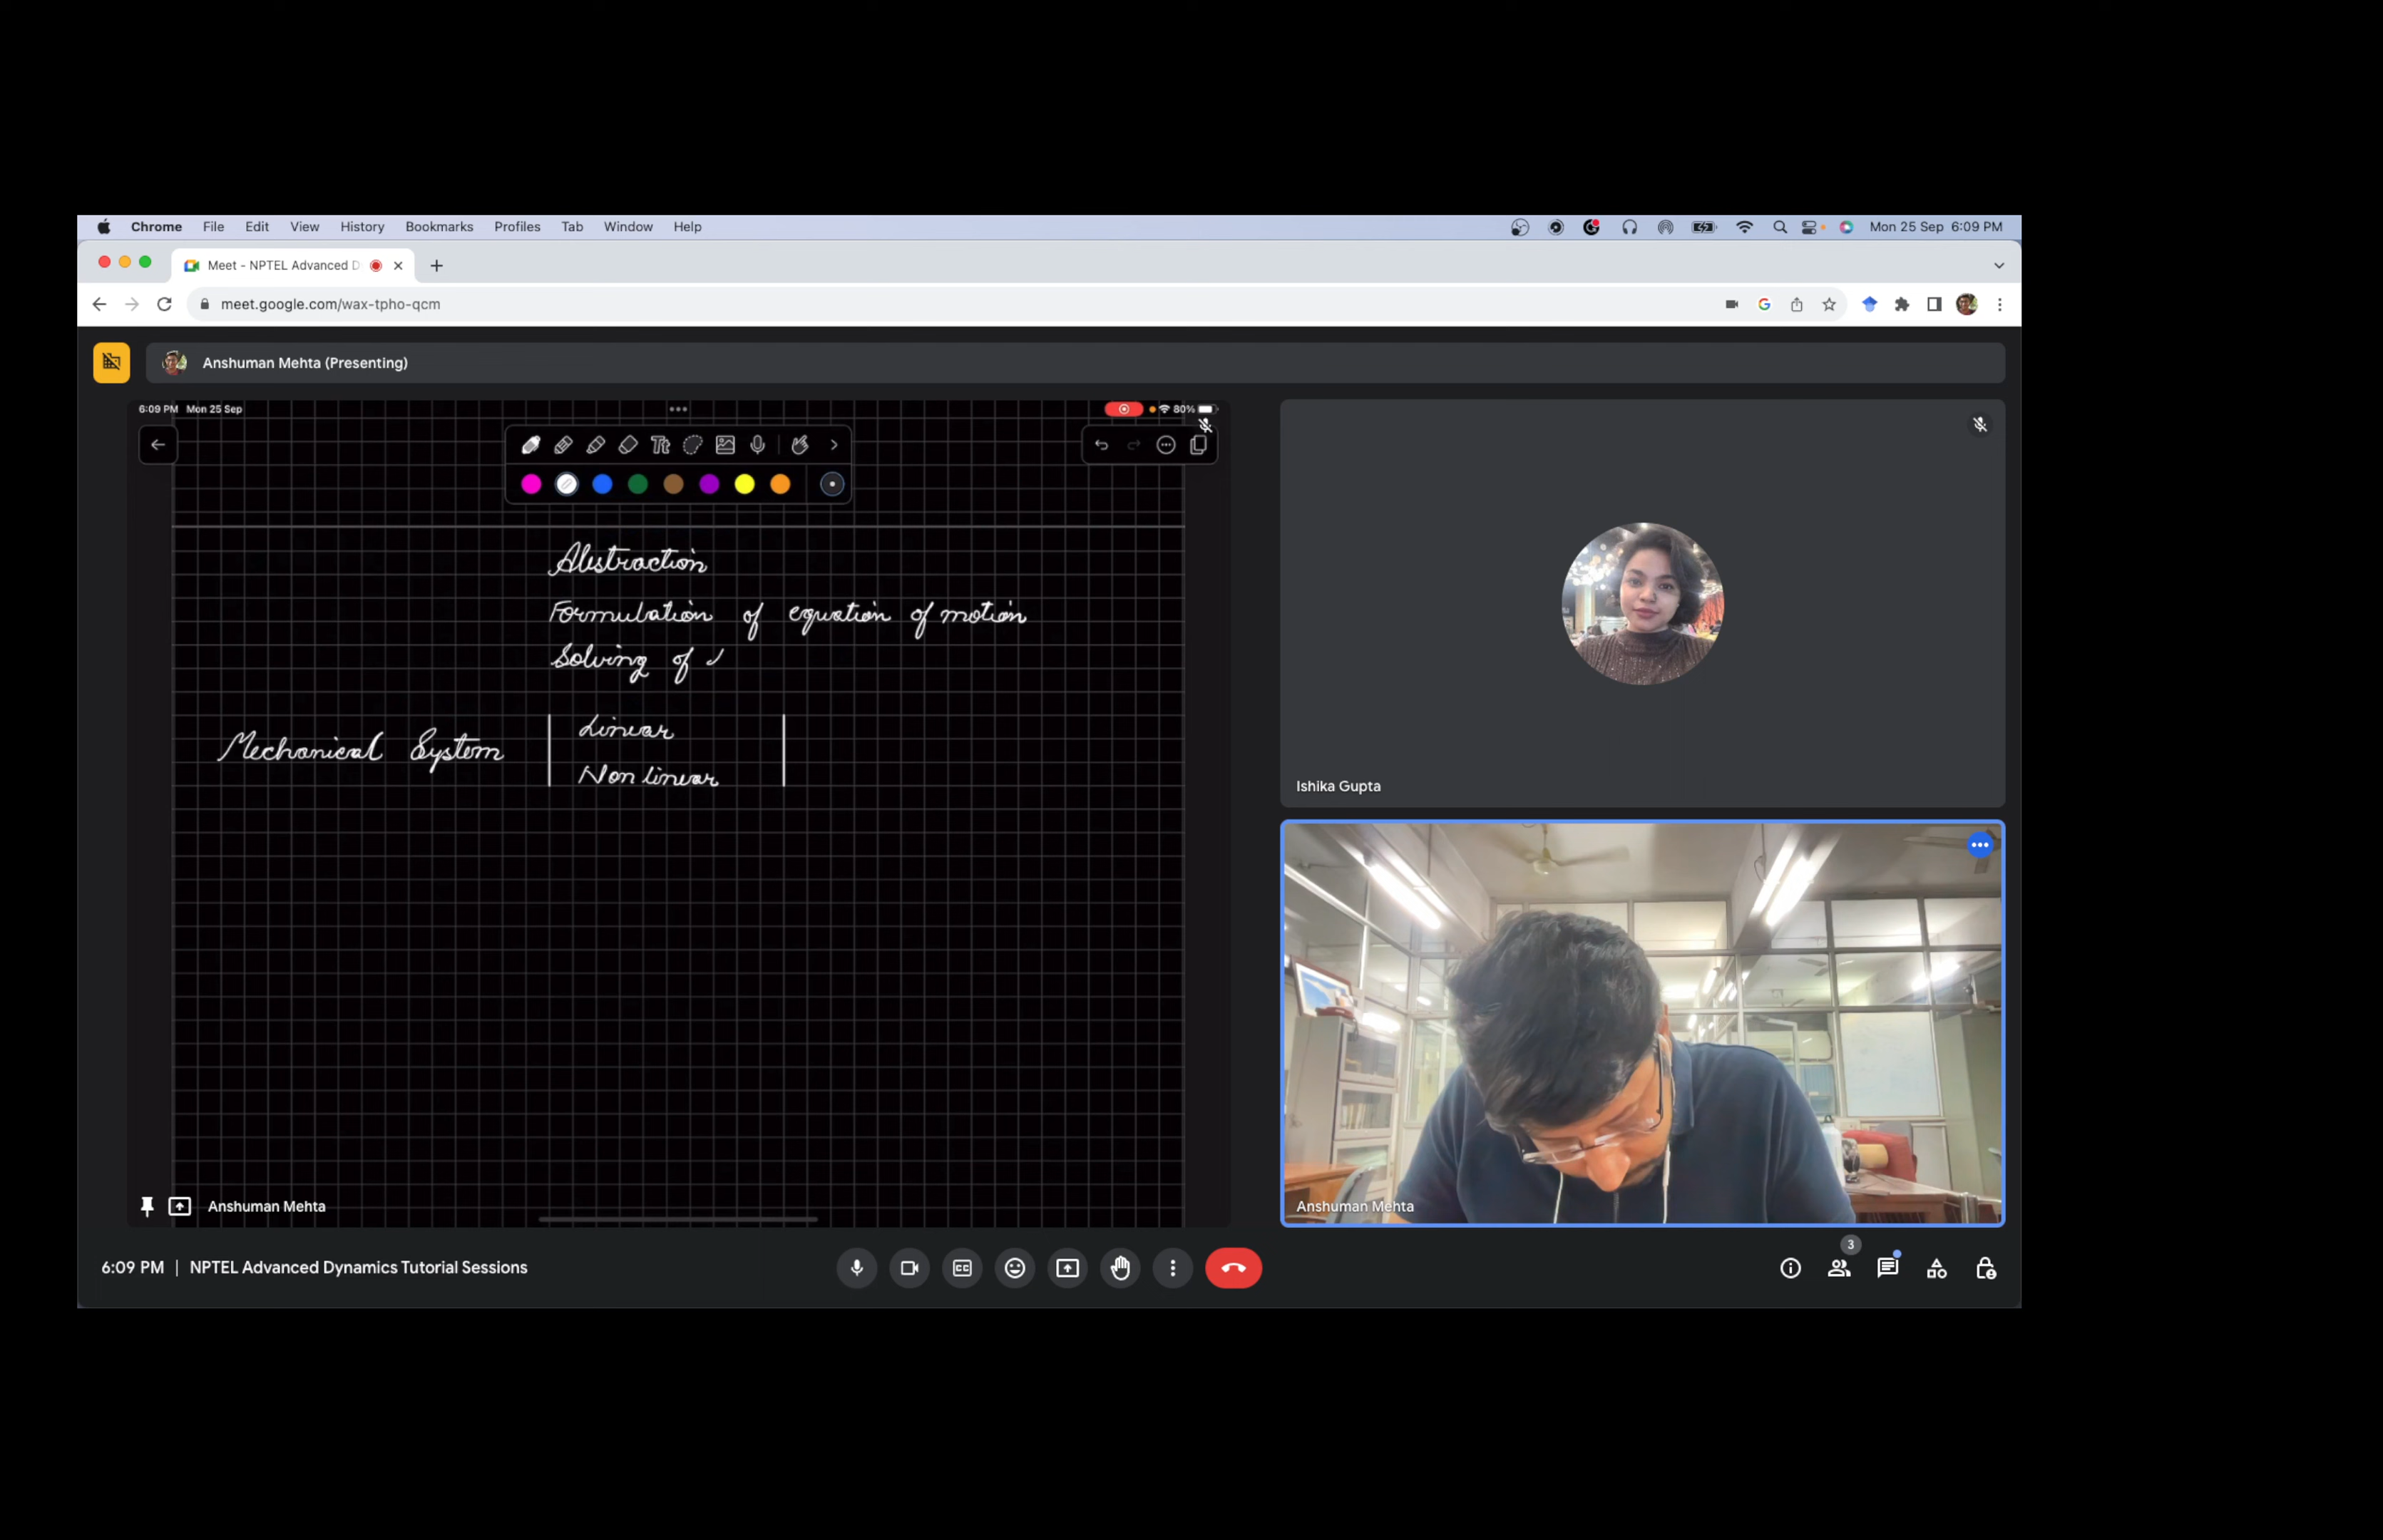 Chrome File Edit View History Bookmarks Profiles Tab Window Help Mon 25 Sep 6:09 PM
Meet - NPTEL Advanced D
meet.google.com/wax-tpho-qcm
Anshuman Mehta (Presenting)
6:09 PM Mon 25 Sep 80%
Abstraction
Formulation of equation of motion
Solving of
Mechanical System
Linear
Non linear
Anshuman Mehta
Ishika Gupta
Anshuman Mehta
6:09 PM | NPTEL Advanced Dynamics Tutorial Sessions
3